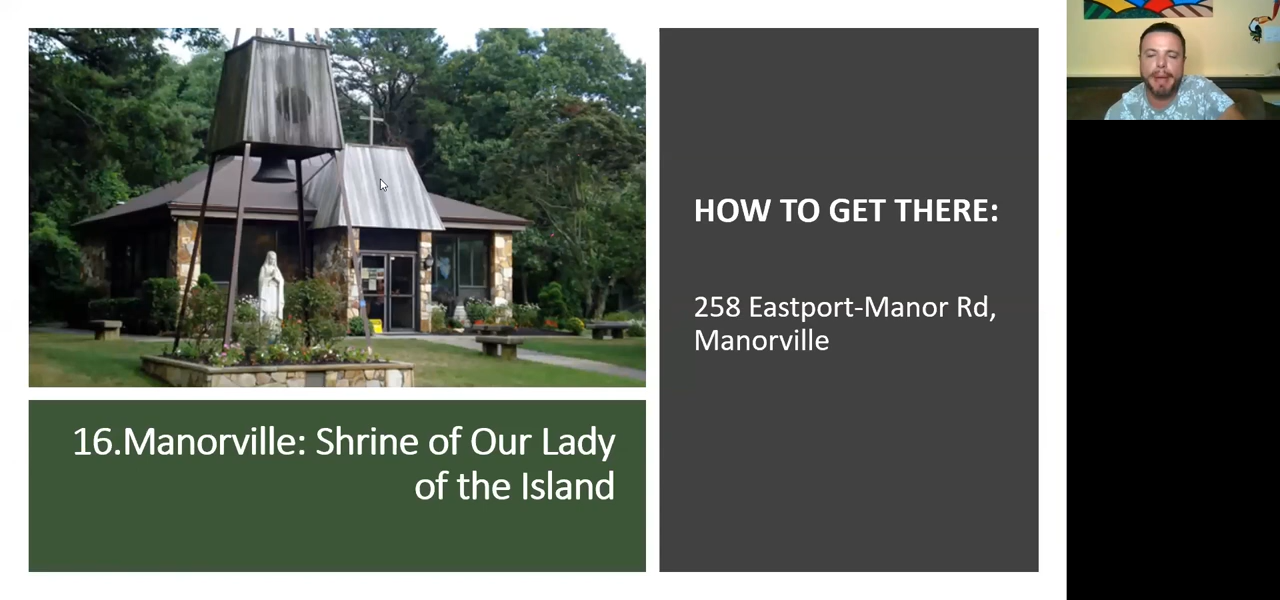 HOW TO GET THERE:
258 Eastport-Manor Rd,
Manorville
16.Manorville: Shrine of Our Lady
of the Island